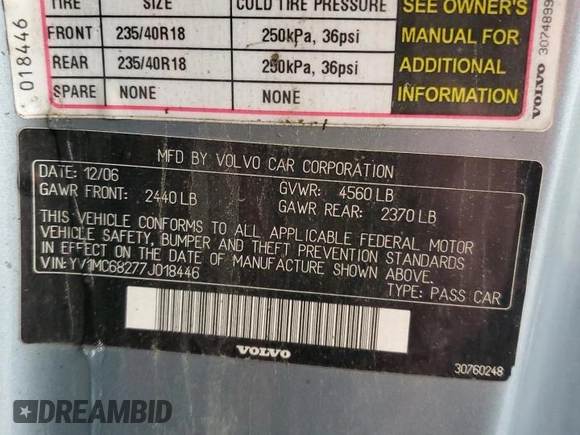 TIRE SIZE COLD TIRE PRESSURE
FRONT 235/40R18 250kPa, 36psi
REAR 235/40R18 250kPa, 36psi
SPARE NONE NONE
SEE OWNER'S
MANUAL FOR
ADDITIONAL
INFORMATION
018446
VOLVO
MFD BY VOLVO CAR CORPORATION
DATE: 12/06 GVWR: 4560 LB
GAWR FRONT: 2440 LB GAWR REAR: 2370 LB
THIS VEHICLE CONFORMS TO ALL APPLICABLE FEDERAL MOTOR
VEHICLE SAFETY, BUMPER AND THEFT PREVENTION STANDARDS
IN EFFECT ON THE DATE OF MANUFACTURE SHOWN ABOVE.
VIN: YV1MC68277J018446
TYPE: PASS CAR
VOLVO
30760248
DREAMBID